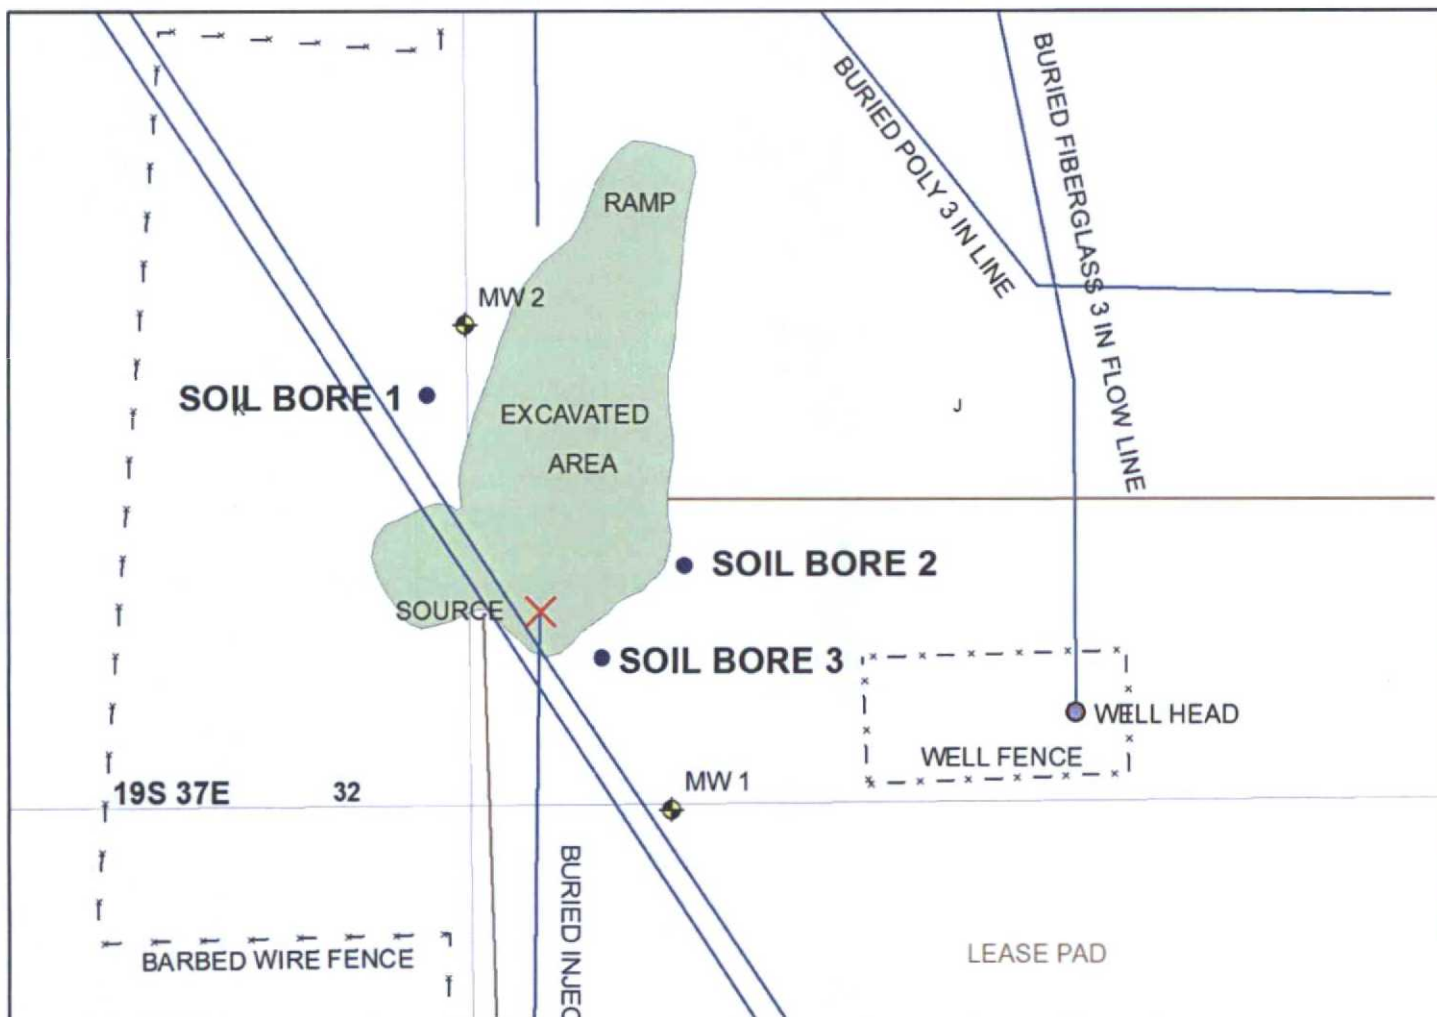 BURIED POLY 3 IN LINE
BURIED FIBERGLASS 3 IN FLOW LINE
RAMP
MW 2
SOIL BORE 1
K
EXCAVATED
AREA
J
SOIL BORE 2
SOURCE
SOIL BORE 3
WELL HEAD
WELL FENCE
MW 1
19S 37E
32
BURIED INJEC
BARBED WIRE FENCE
LEASE PAD